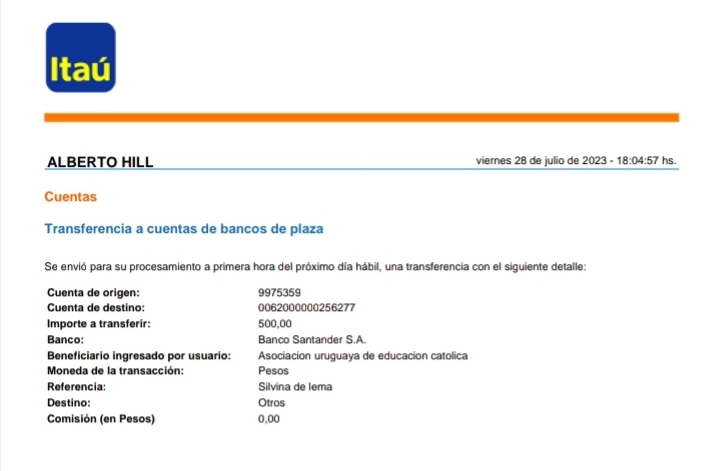 Itaú
ALBERTO HILL viernes 28 de julio de 2023 - 18:04:57 hs.
Cuentas
Transferencia a cuentas de bancos de plaza
Se envió para su procesamiento a primera hora del próximo día hábil, una transferencia con el siguiente detalle:
Cuenta de origen: 9975359
Cuenta de destino: 0062000000256277
Importe a transferir: 500,00
Banco: Banco Santander S.A.
Beneficiario ingresado por usuario: Asociacion uruguaya de educacion catolica
Moneda de la transacción: Pesos
Referencia: Silvina de lema
Destino: Otros
Comisión (en Pesos) 0,00